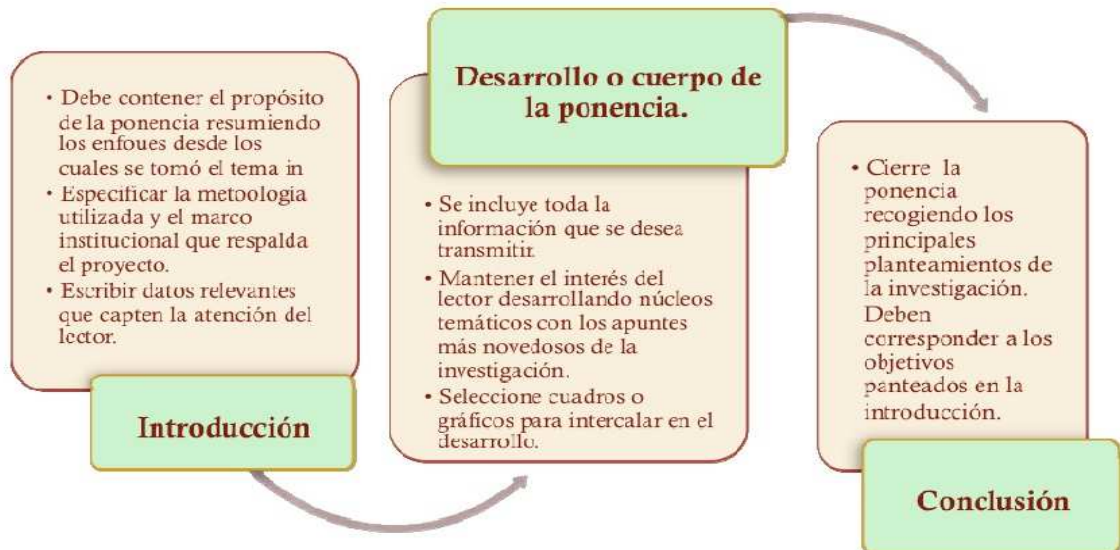 • Debe contener el propósito
de la ponencia resumiendo
los enfoues desde los
cuales se tomó el tema in
• Especificar la metoología
utilizada y el marco
institucional que respalda
el proyecto.
• Escribir datos relevantes
que capten la atención del
lector.
Introducción
Desarrollo o cuerpo de
la ponencia.
• Se incluye toda la
información que se desea
transmitir.
• Mantener el interés del
lector desarrollando núcleos
temáticos con los apuntes
más novedosos de la
investigación.
• Seleccione cuadros o
gráficos para intercalar en el
desarrollo.
• Cierre la
ponencia
recogiendo los
principales
planteamientos de
la investigación.
Deben
corresponder a los
objetivos
panteados en la
introducción.
Conclusión